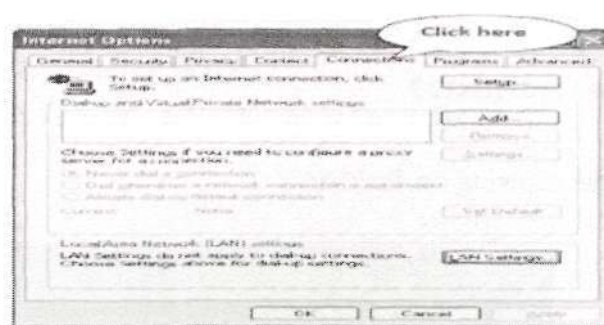 Click here
Internet Options
General Security Privacy Content Connections Programs Advanced
To set up an Internet connection, click
Setup.
Setup...
Dial-up and Virtual Private Network settings
Add...
Remove...
Choose Settings if you need to configure a proxy
server for a connection.
Settings...
Never dial a connection
Dial whenever a network connection is not present
Always dial my default connection
Current None
Set Default
Local Area Network (LAN) settings
LAN Settings do not apply to dial-up connections.
Choose Settings above for dial-up settings.
LAN Settings...
OK Cancel Apply